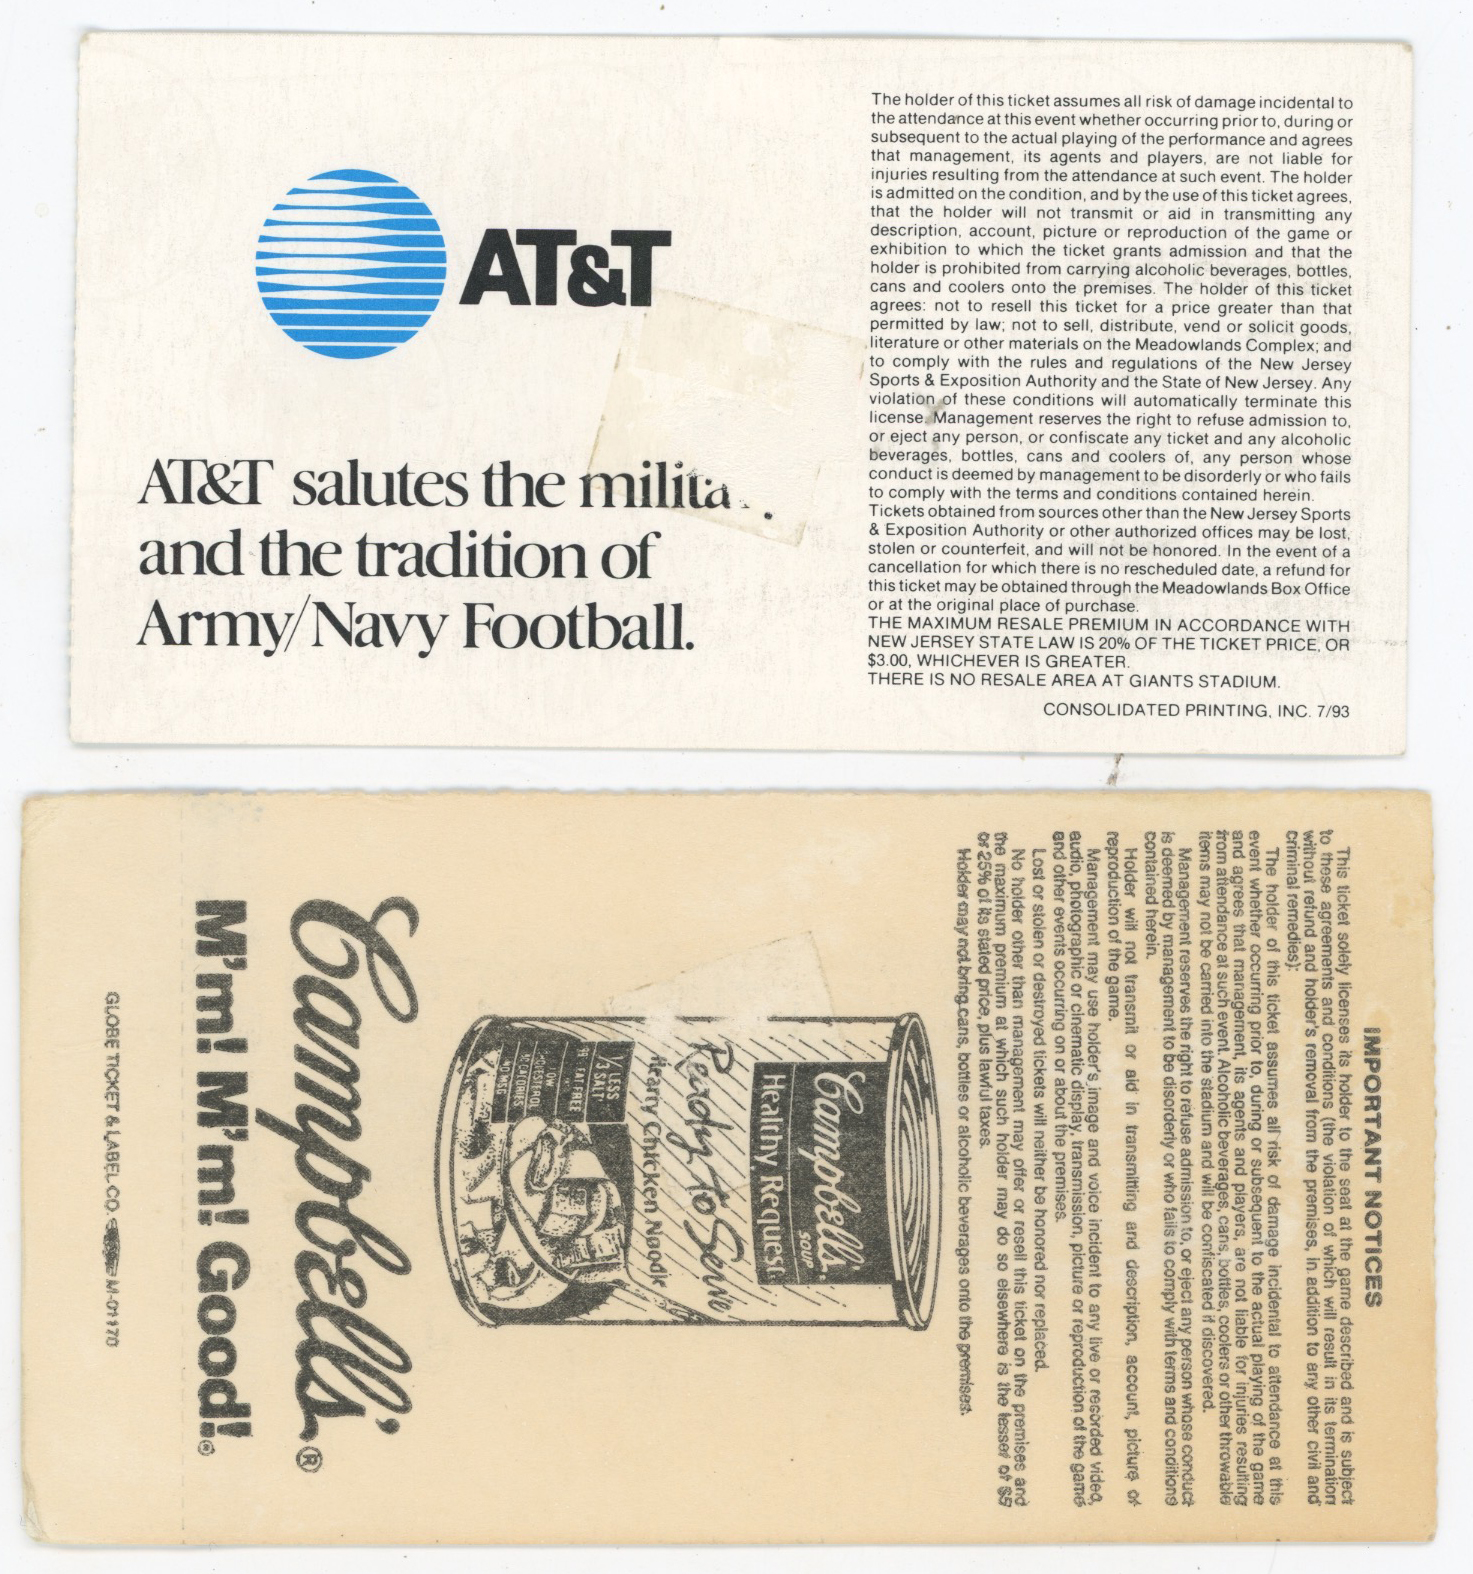 AT&T
AT&T salutes the milita
and the tradition of
Army/Navy Football.
The holder of this ticket assumes all risk of damage incidental to
the attendance at this event whether occurring prior to, during or
subsequent to the actual playing of the performance and agrees
that management, its agents and players, are not liable for
injuries resulting from the attendance at such event. The holder
is admitted on the condition, and by the use of this ticket agrees,
that the holder will not transmit or aid in transmitting any
description, account, picture or reproduction of the game or
exhibition to which the ticket grants admission and that the
holder is prohibited from carrying alcoholic beverages, bottles,
cans and coolers onto the premises. The holder of this ticket
agrees: not to resell this ticket for a price greater than that
permitted by law; not to sell, distribute, vend or solicit goods,
literature or other materials on the Meadowlands Complex; and
to comply with the rules and regulations of the New Jersey
Sports & Exposition Authority and the State of New Jersey. Any
violation of these conditions will automatically terminate this
license. Management reserves the right to refuse admission to,
or eject any person, or confiscate any ticket and any alcoholic
beverages, bottles, cans and coolers of, any person whose
conduct is deemed by management to be disorderly or who fails
to comply with the terms and conditions contained herein.
Tickets obtained from sources other than the New Jersey Sports
& Exposition Authority or other authorized offices may be lost,
stolen or counterfeit, and will not be honored. In the event of a
cancellation for which there is no rescheduled date, a refund for
this ticket may be obtained through the Meadowlands Box Office
or at the original place of purchase.
THE MAXIMUM RESALE PREMIUM IN ACCORDANCE WITH
NEW JERSEY STATE LAW IS 20% OF THE TICKET PRICE, OR
$3.00, WHICHEVER IS GREATER.
THERE IS NO RESALE AREA AT GIANTS STADIUM.
CONSOLIDATED PRINTING, INC. 7/93
IMPORTANT NOTICES
This ticket solely licenses its holder to the seat at the game described and is subject
to these agreements and conditions (the violation of which will result in its termination
without refund and holder's removal from the premises, in addition to any other civil and
criminal remedies):
The holder of this ticket assumes all risk of damage incidental to attendance at this
event whether occurring prior to, during or subsequent to the actual playing of the game
and agrees that management, its agents and players, are not liable for injuries resulting
from attendance at such event. Alcoholic beverages, cans, bottles, coolers or other throwable
items may not be carried into the stadium and will be confiscated if discovered.
Management reserves the right to refuse admission to, or eject any person whose conduct
is deemed by management to be disorderly or who fails to comply with terms and conditions
contained herein.
Holder will not transmit or aid in transmitting and description, account, picture or
reproduction of the game.
Management may use holder's image and voice incident to any live or recorded video,
audio, photographic or cinematic display, transmission, picture or reproduction of the game
and other events occurring on or about the premises.
Lost or stolen or destroyed tickets will neither be honored nor replaced.
No holder other than management may offer or resell this ticket on the premises and
the maximum premium at which such holder may do so elsewhere is the lesser of $5
or 25% of its stated price, plus lawful taxes.
Holder may not bring cans, bottles or alcoholic beverages onto the premises.
Campbell's
SOUP
Healthy Request
Ready to Serve
Hearty Chicken Noodle
1/3 LESS
SALT
FAT FREE
LOW
CHOLESTEROL
CALORIES
NO MSG
Campbell's®
M'm! M'm! Good!®
GLOBE TICKET & LABEL CO. M-01170